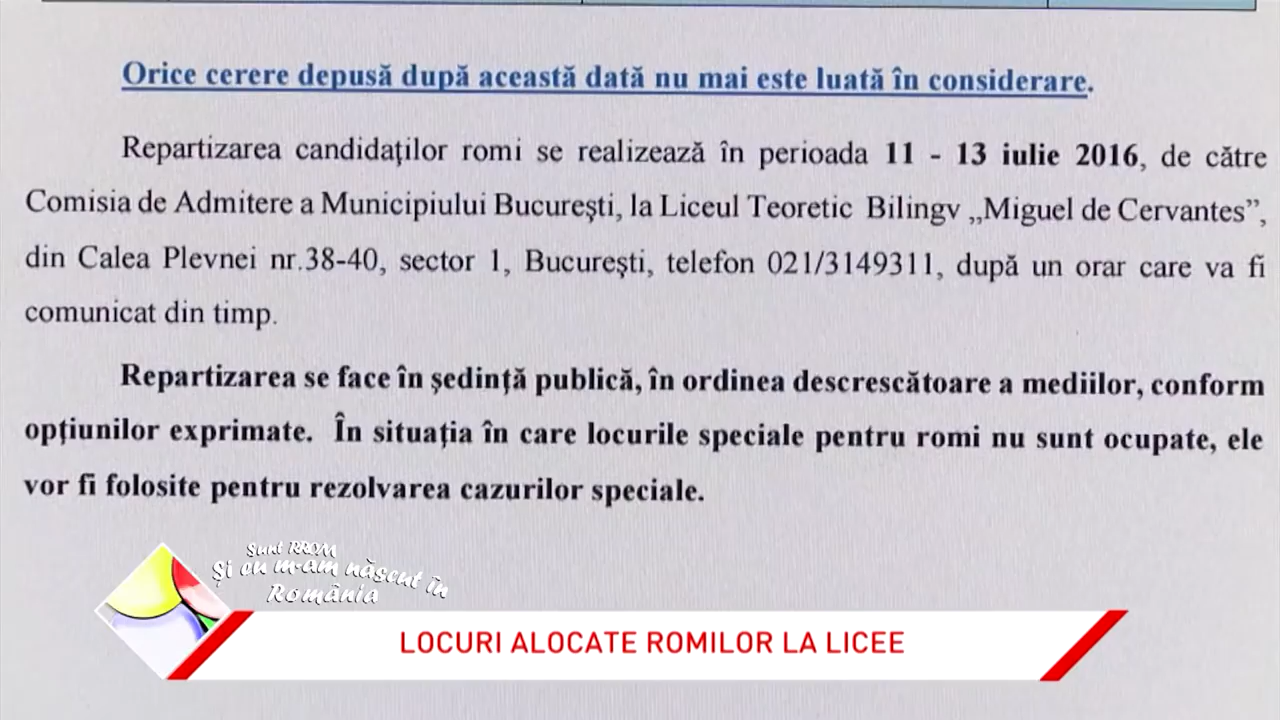 Orice cerere depusă după această dată nu mai este luată în considerare.
Repartizarea candidaţilor romi se realizează în perioada 11 - 13 iulie 2016, de către
Comisia de Admitere a Municipiului Bucureşti, la Liceul Teoretic Bilingv „Miguel de Cervantes”,
din Calea Plevnei nr.38-40, sector 1, Bucureşti, telefon 021/3149311, după un orar care va fi
comunicat din timp.
Repartizarea se face în şedinţă publică, în ordinea descrescătoare a mediilor, conform
opţiunilor exprimate. În situaţia în care locurile speciale pentru romi nu sunt ocupate, ele
vor fi folosite pentru rezolvarea cazurilor speciale.
Sunt RROM
Și eu m-am născut în
România
LOCURI ALOCATE ROMILOR LA LICEE